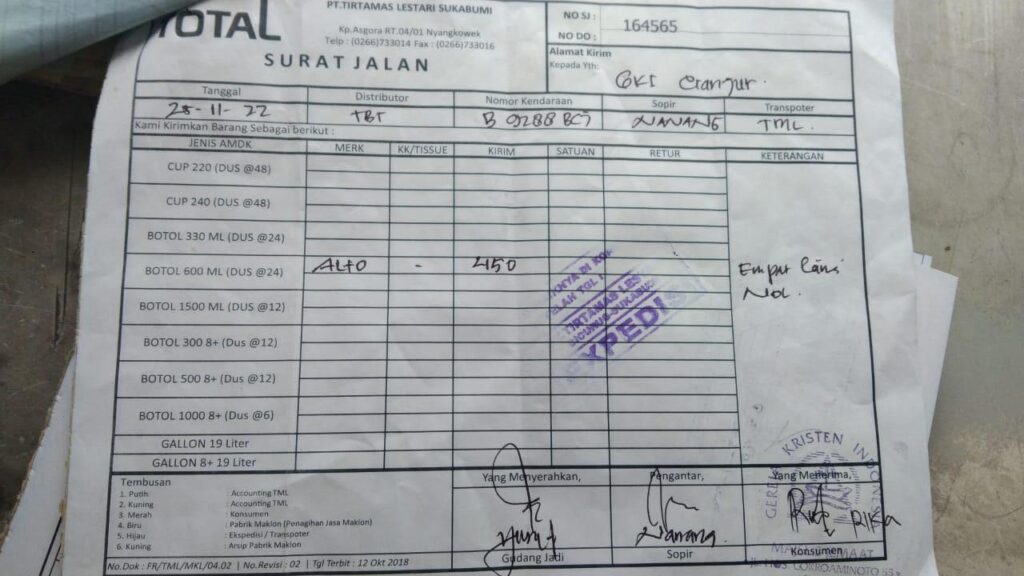 TOTAL
PT.TIRTAMAS LESTARI SUKABUMI
Kp.Asgora RT.04/01 Nyangkowek
Telp : (0266)733014 Fax : (0266)733016
SURAT JALAN
NO SJ : 164565
NO DO :
Alamat Kirim
Kepada Yth:
GKI Cianjur.
Tanggal Distributor Nomor Kendaraan Sopir Transpoter
25-11-22 TBT B 9288 NANANG TML.
Kami Kirimkan Barang Sebagai berikut :
JENIS AMDK MERK KK/TISSUE KIRIM SATUAN RETUR KETERANGAN
CUP 220 (DUS @48)
CUP 240 (DUS @48)
BOTOL 330 ML (DUS @24)
BOTOL 600 ML (DUS @24) ALTO - 450 Empat Lima
Nol.
BOTOL 1500 ML (DUS @12)
BOTOL 300 8+ (Dus @12)
BOTOL 500 8+ (Dus @12)
BOTOL 1000 8+ (Dus @6)
GALLON 19 Liter
GALLON 8+ 19 Liter
TIRTAMAS LES
XPEDI
Tembusan
1. Putih : Accounting TML
2. Kuning : Accounting TML
3. Merah : Konsumen
4. Biru : Pabrik Maklon (Penagihan Jasa Maklon)
5. Hijau : Ekspedisi / Transpoter
6. Kuning : Arsip Pabrik Maklon
Yang Menyerahkan, Pengantar, Yang Menerima,
Nanang. RIKA
Gudang Jadi Sopir Konsumen
KRISTEN INDONES
No.Dok : FR/TML/MKL/04.02 | No.Revisi : 02 | Tgl Terbit : 12 Okt 2018